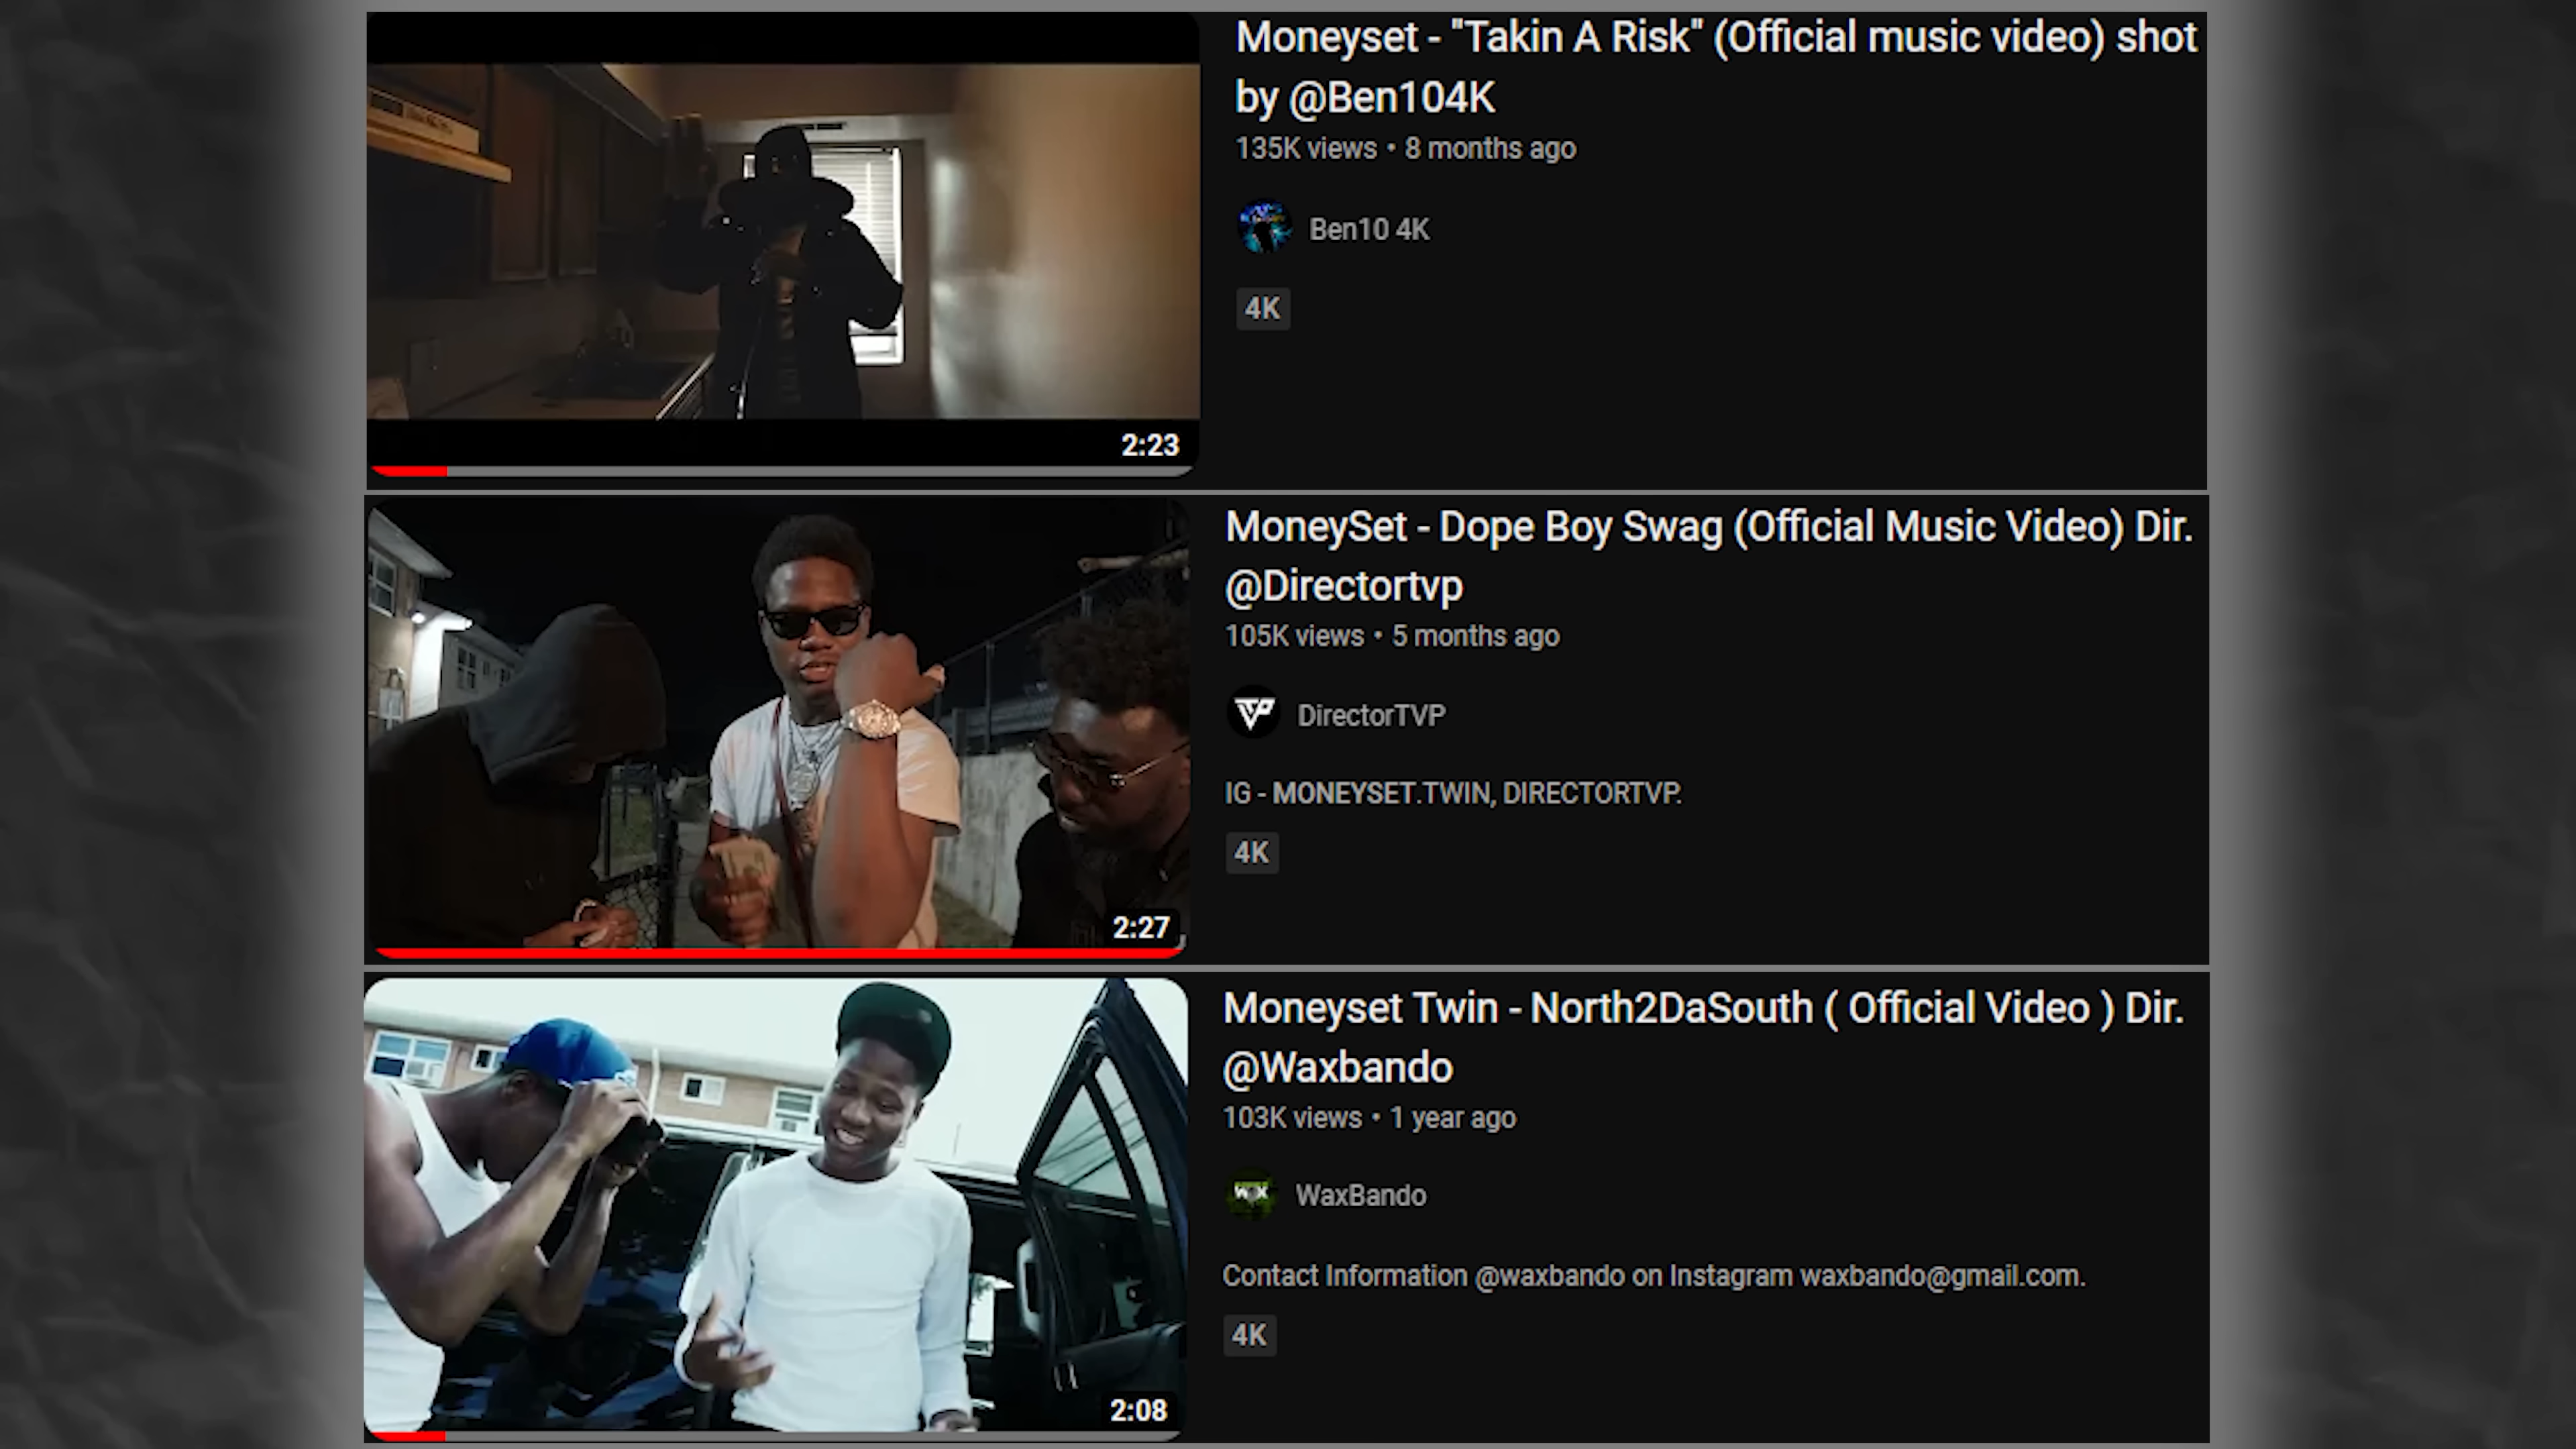 Moneyset - "Takin A Risk" (Official music video) shot
by @Ben104K
135K views • 8 months ago
Ben10 4K
4K
2:23
MoneySet - Dope Boy Swag (Official Music Video) Dir.
@Directortvp
105K views • 5 months ago
TVP
DirectorTVP
IG - MONEYSET.TWIN, DIRECTORTVP.
4K
2:27
Moneyset Twin - North2DaSouth ( Official Video ) Dir.
@Waxbando
103K views • 1 year ago
WAX
WaxBando
Contact Information @waxbando on Instagram waxbando@gmail.com.
4K
2:08